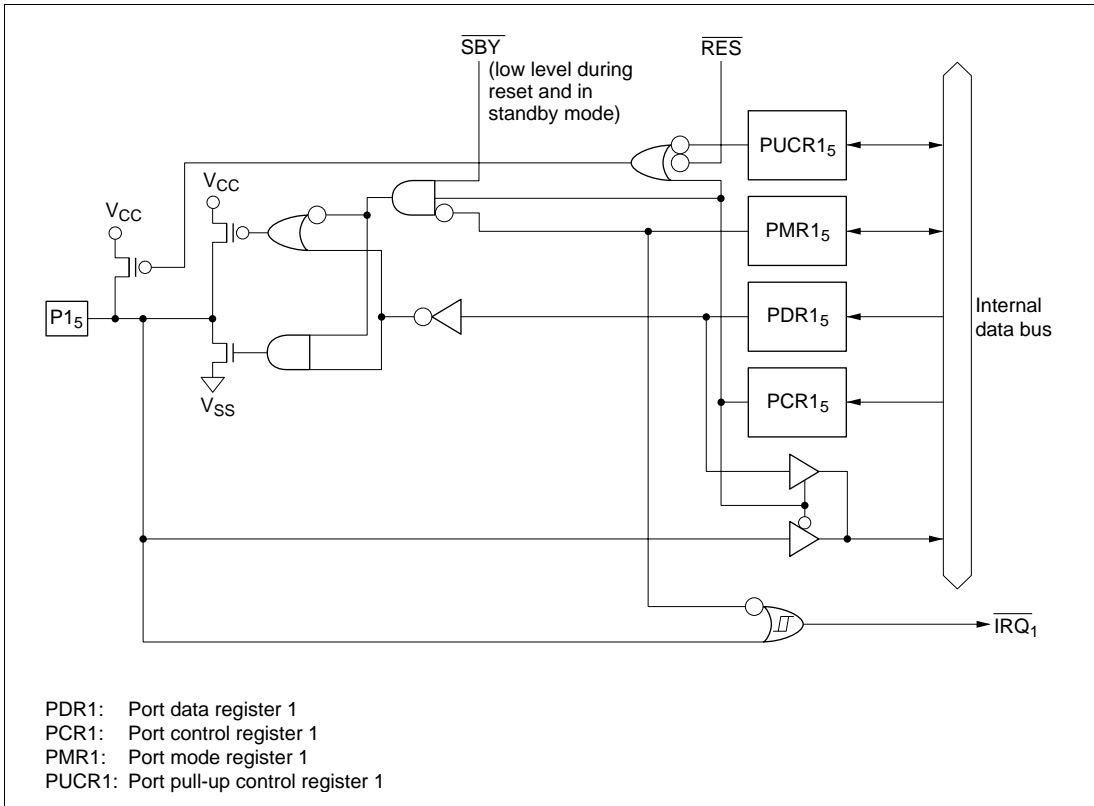 SBY
(low level during
reset and in
standby mode)
RES
PUCR1₅
VCC
VCC
PMR1₅
P1₅
PDR1₅
Internal
data bus
VSS
PCR1₅
IRQ₁
PDR1: Port data register 1
PCR1: Port control register 1
PMR1: Port mode register 1
PUCR1: Port pull-up control register 1